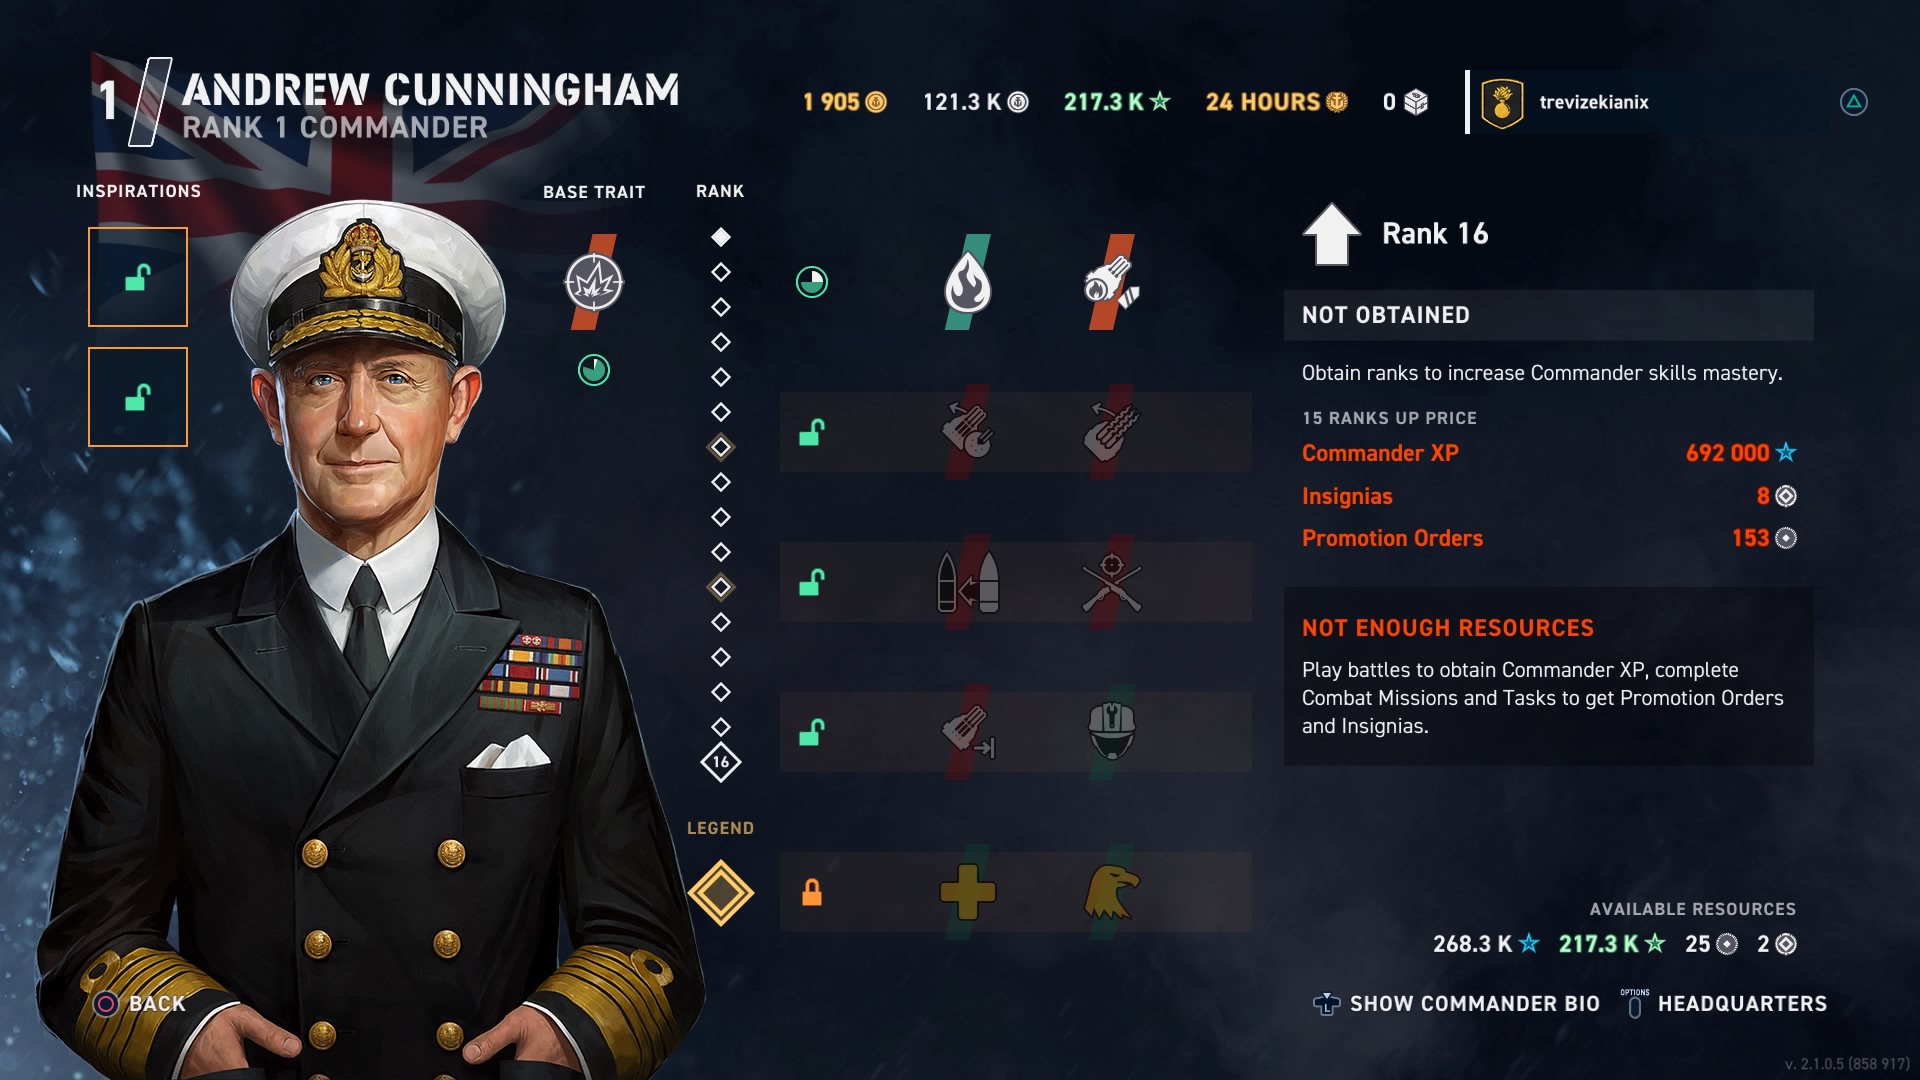 1
ANDREW CUNNINGHAM
RANK 1 COMMANDER
1 905
121.3 K
217.3 K
24 HOURS
0
trevizekianix
INSPIRATIONS
BASE TRAIT
RANK
16
LEGEND
Rank 16
NOT OBTAINED
Obtain ranks to increase Commander skills mastery.
15 RANKS UP PRICE
Commander XP 692 000
Insignias 8
Promotion Orders 153
NOT ENOUGH RESOURCES
Play battles to obtain Commander XP, complete
Combat Missions and Tasks to get Promotion Orders
and Insignias.
AVAILABLE RESOURCES
268.3 K 217.3 K 25 2
BACK
L SHOW COMMANDER BIO
OPTIONS HEADQUARTERS
v. 2.1.0.5 (858 917)